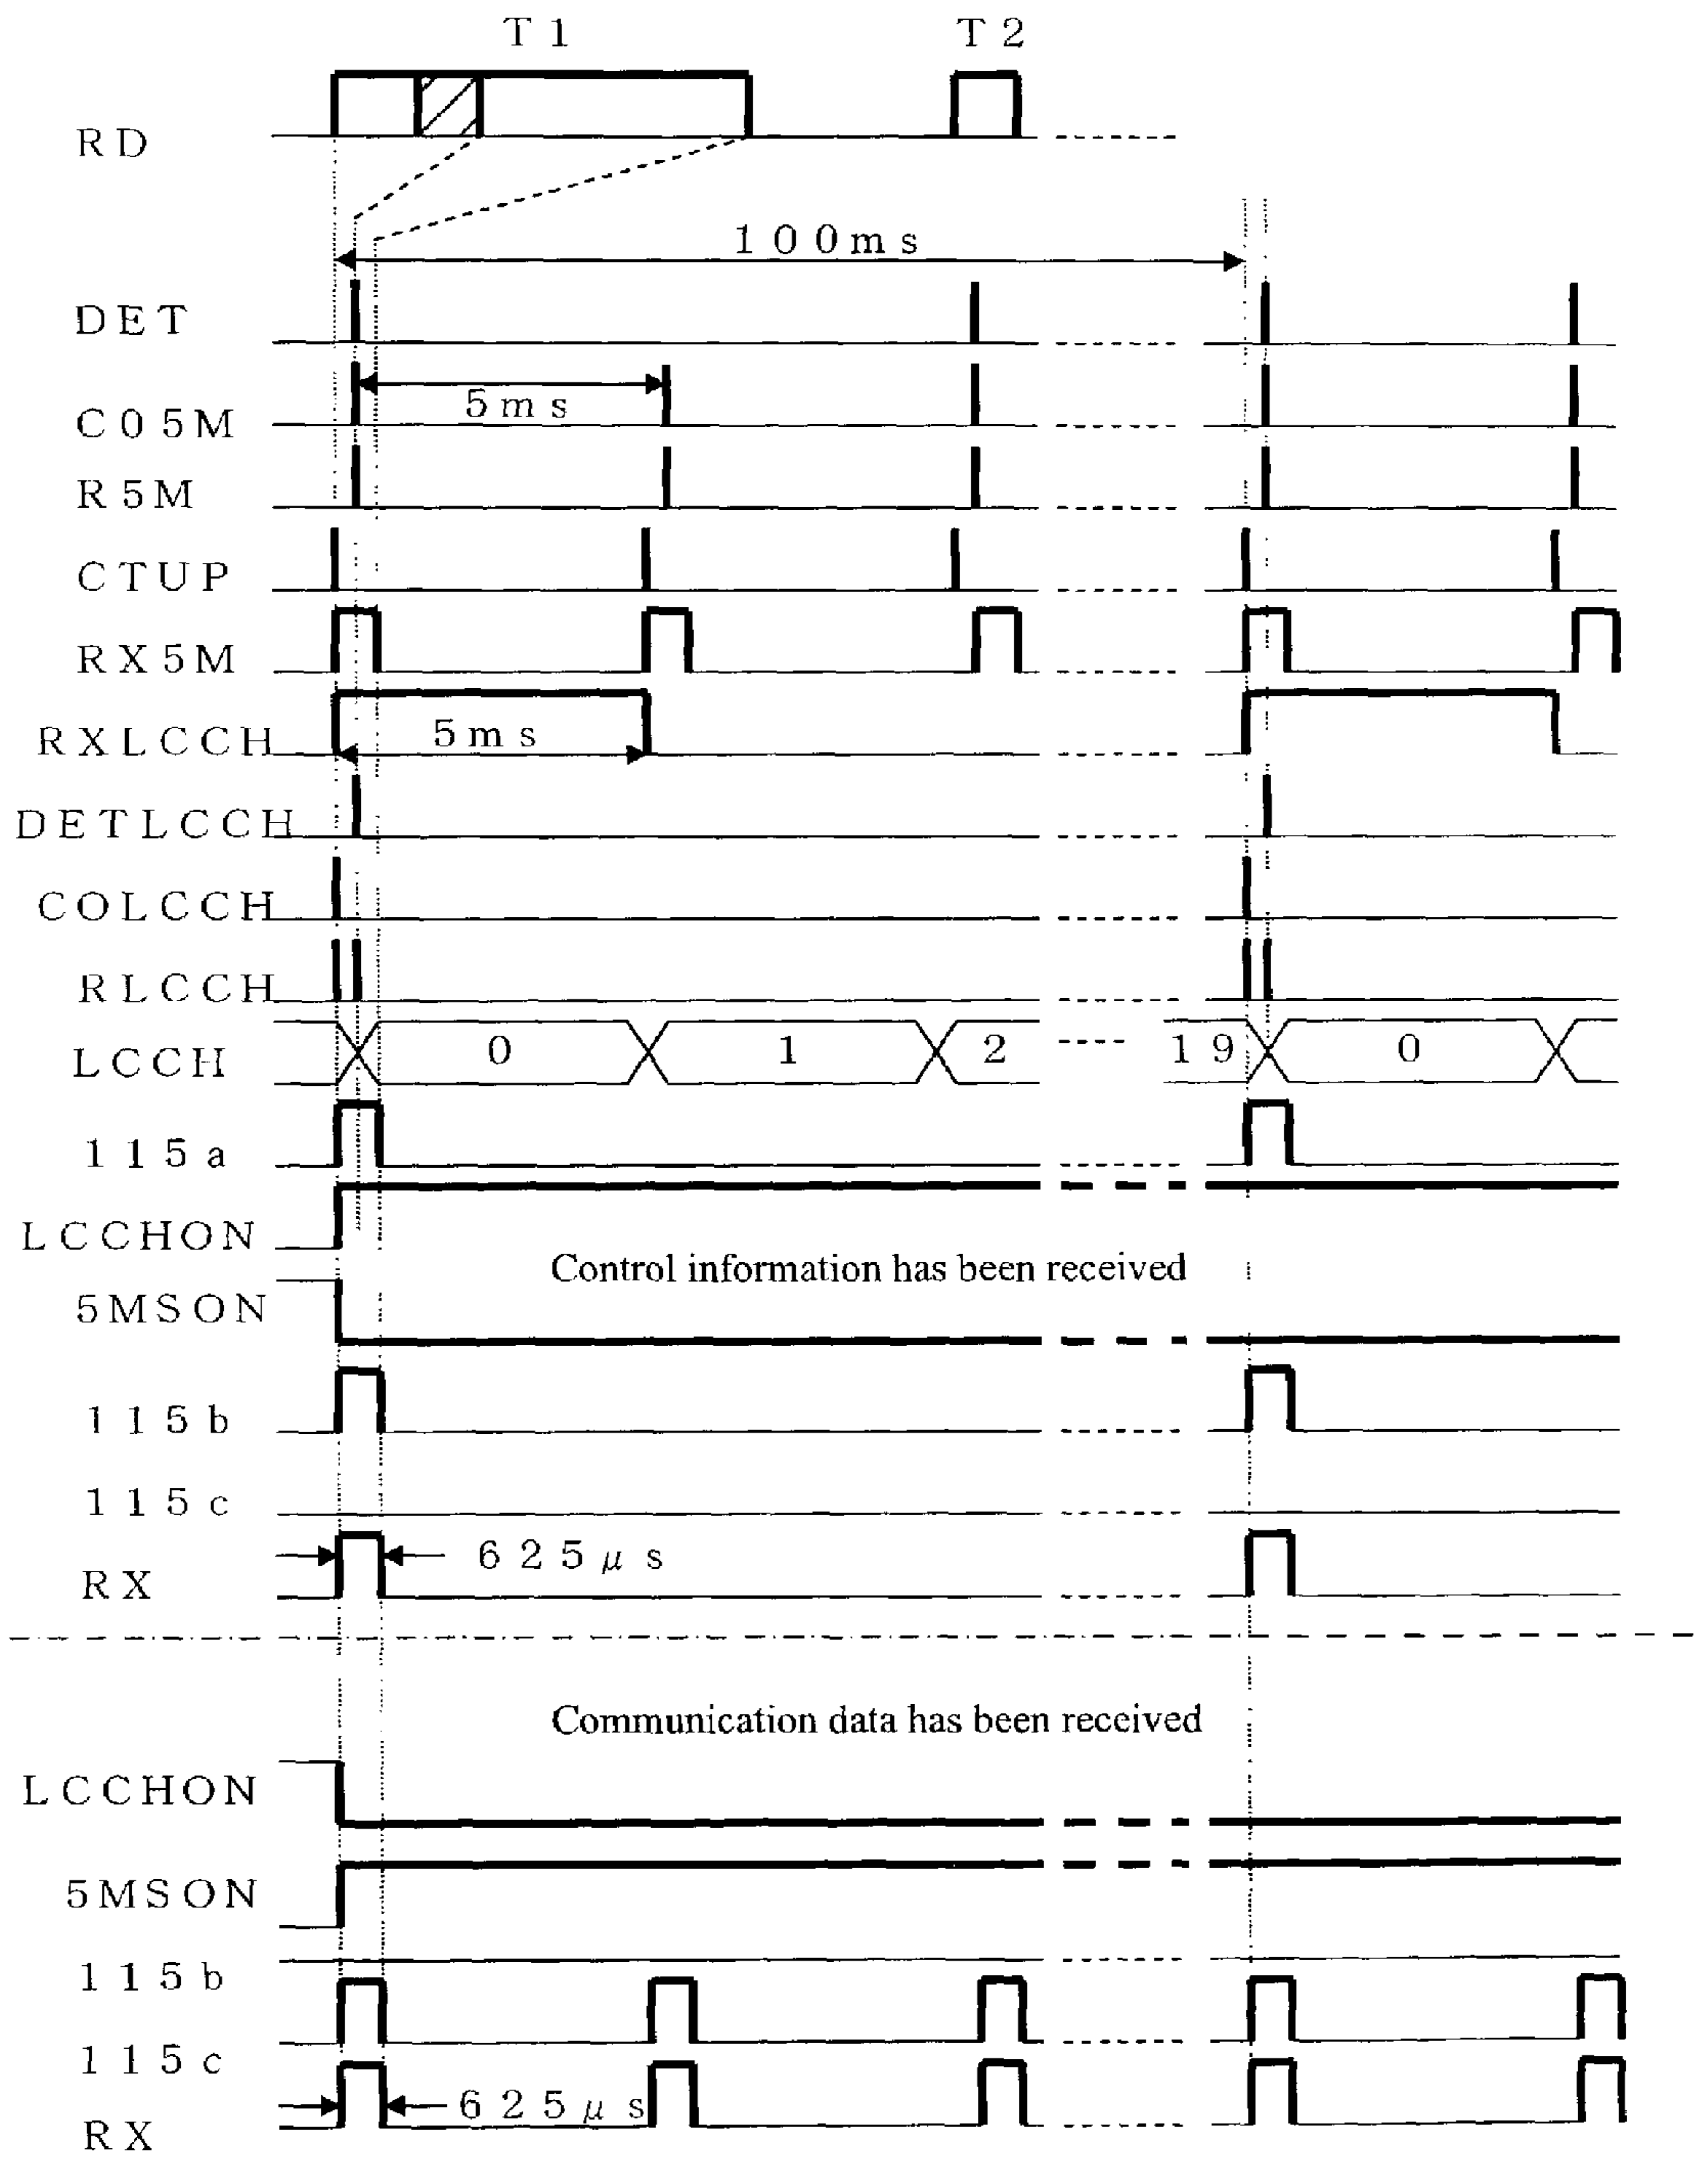 T1 T2
RD
100ms
DET
5ms
C05M
R5M
CTUP
RX5M
RXLCCH 5ms
DETLCCH
COLCCH
RLCCH
LCCH 0 1 2 19 0
115a
LCCHON
Control information has been received
5MSON
115b
115c
625μs
RX
Communication data has been received
LCCHON
5MSON
115b
115c
625μs
RX